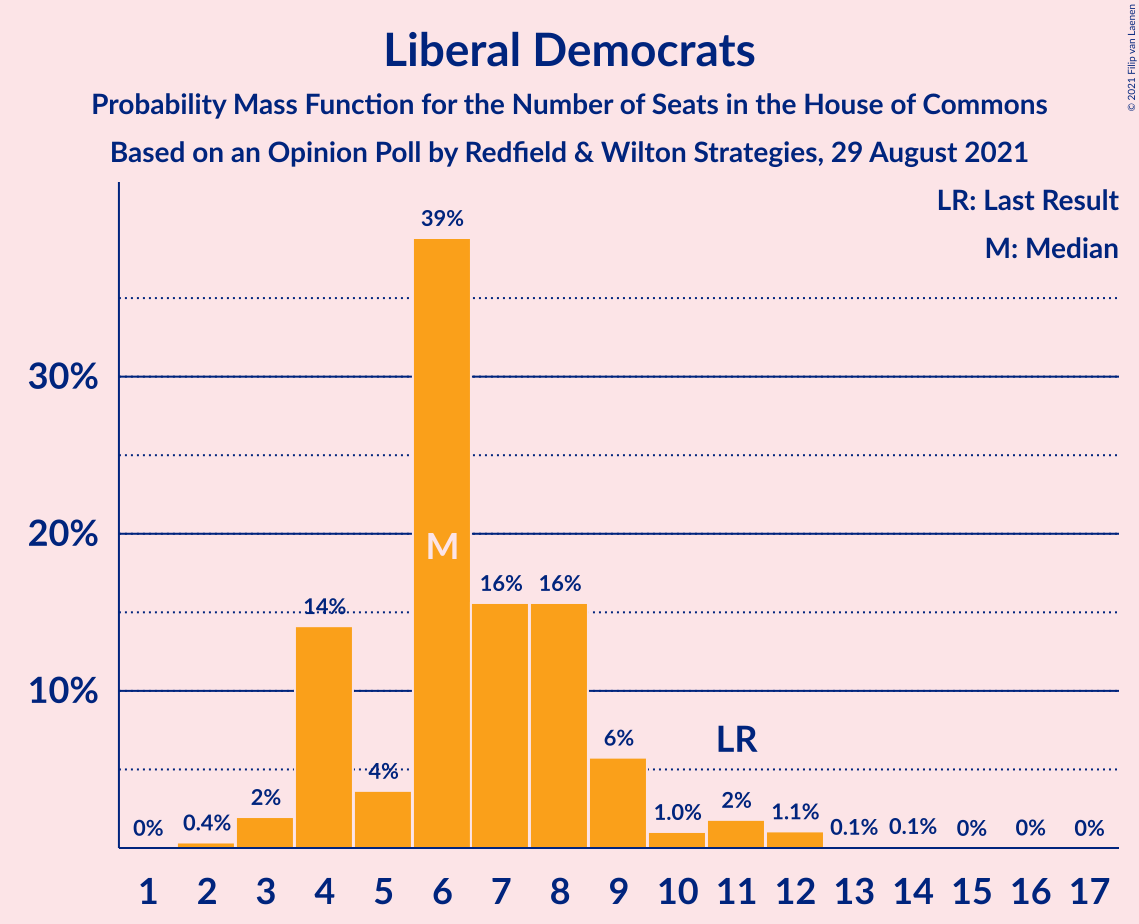 © 2021 Filip van Laenen
Liberal Democrats
Probability Mass Function for the Number of Seats in the House of Commons
Based on an Opinion Poll by Redfield & Wilton Strategies, 29 August 2021
LR: Last Result
M: Median
39%
30%
20%
M
16% 16%
14%
10%
LR
6%
4%
2%
2%
1.0%
1.1%
0.4%
0%
0.1% 0.1% 0% 0% 0%
1 2 3 4 5 6 7 8 9 10 11 12 13 14 15 16 17